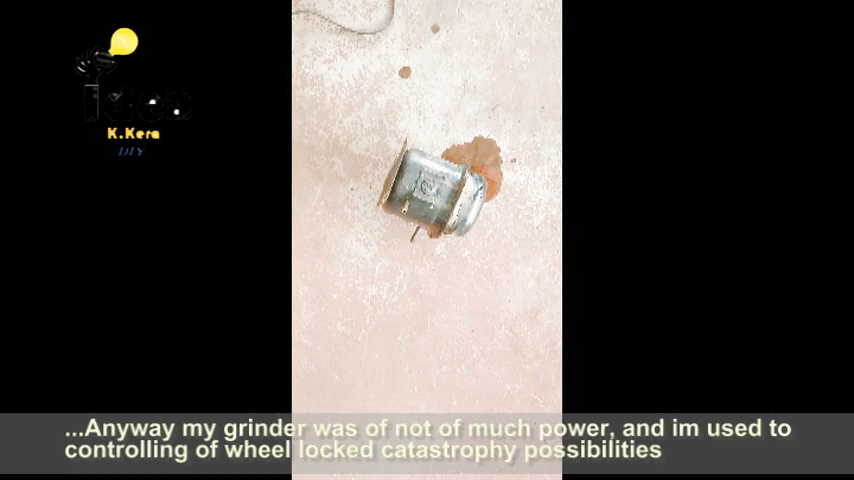 idea
K.Kera
DIY
...Anyway my grinder was of not of much power, and im used to
controlling of wheel locked catastrophy possibilities